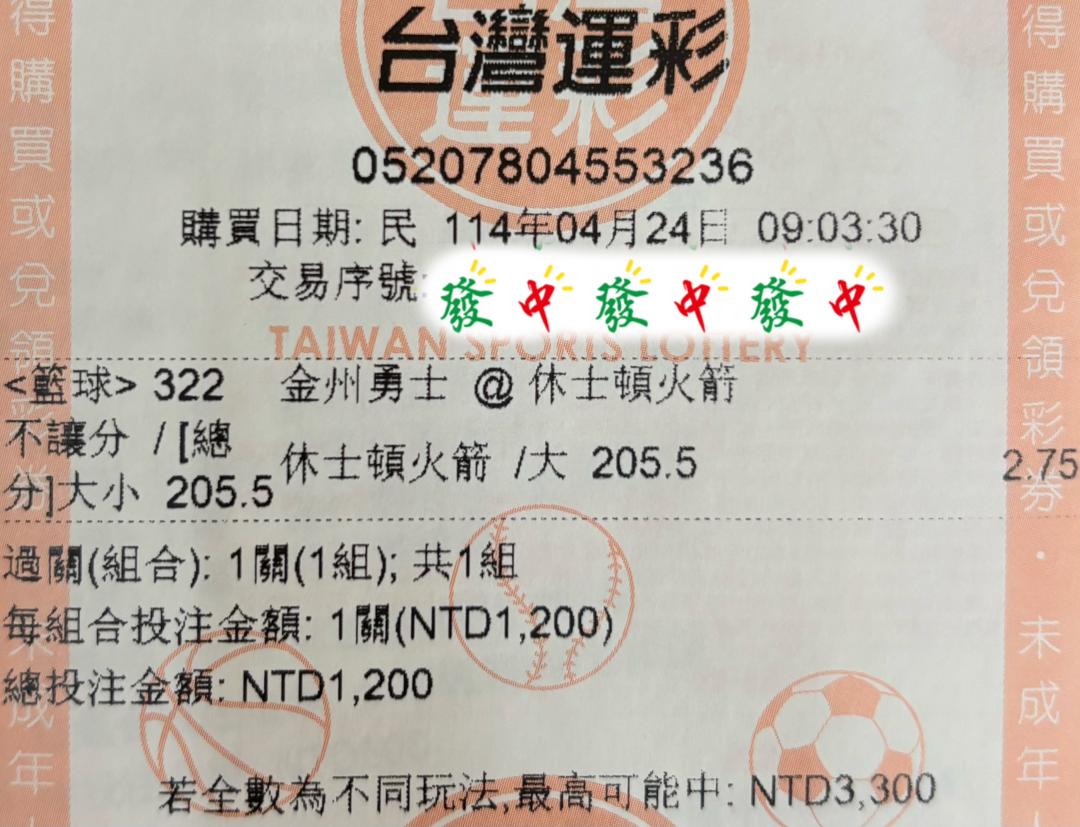 台灣運彩
05207804553236
購買日期: 民 114年04月24日 09:03:30
交易序號: 發中發中發中
TAIWAN SPORTS LOTTERY
<籃球> 322 金州勇士 @ 休士頓火箭
不讓分 / [總
分]大小 205.5
休士頓火箭 /大 205.5
2.75
過關(組合): 1關(1組); 共1組
每組合投注金額: 1關(NTD1,200)
總投注金額: NTD1,200
若全數為不同玩法,最高可能中: NTD3,300
得購買或兌領彩券
未成年
得購買或兌領彩券・未成年